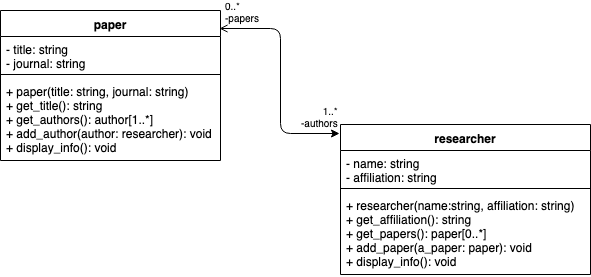 paper
- title: string
- journal: string
+ paper(title: string, journal: string)
+ get_title(): string
+ get_authors(): author[1..*]
+ add_author(author: researcher): void
+ display_info(): void
0..*
-papers
1..*
-authors
researcher
- name: string
- affiliation: string
+ researcher(name:string, affiliation: string)
+ get_affiliation(): string
+ get_papers(): paper[0..*]
+ add_paper(a_paper: paper): void
+ display_info(): void